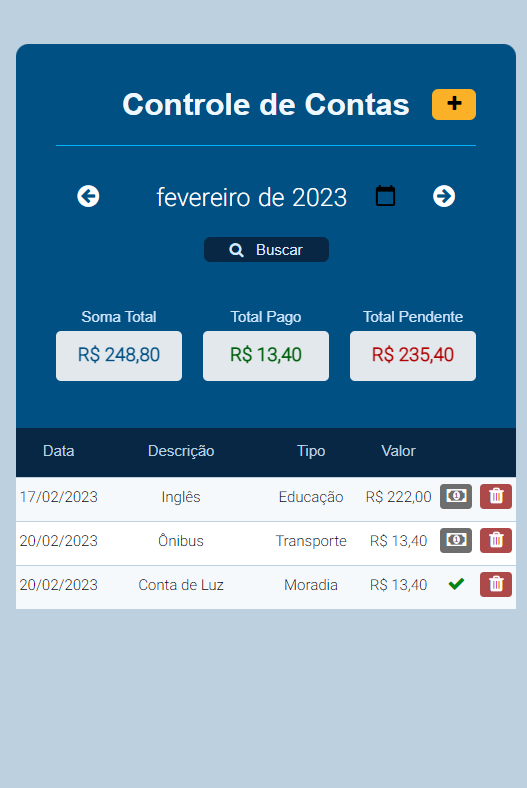 Controle de Contas
fevereiro de 2023
Buscar
Soma Total Total Pago Total Pendente
R$ 248,80 R$ 13,40 R$ 235,40
Data Descrição Tipo Valor
17/02/2023 Inglês Educação R$ 222,00
20/02/2023 Ônibus Transporte R$ 13,40
20/02/2023 Conta de Luz Moradia R$ 13,40